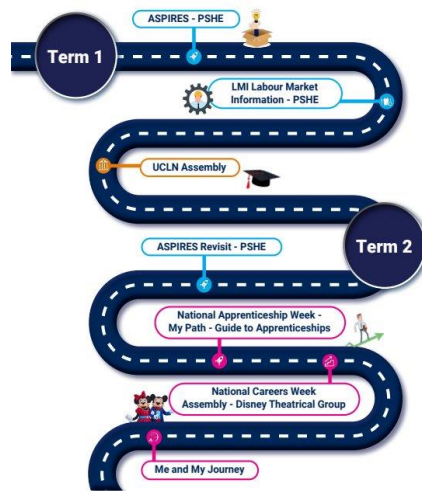 ASPIRES - PSHE
Term 1
LMI Labour Market
Information - PSHE
UCLN Assembly
Term 2
ASPIRES Revisit - PSHE
National Apprenticeship Week -
My Path - Guide to Apprenticeships
National Careers Week
Assembly - Disney Theatrical Group
Me and My Journey